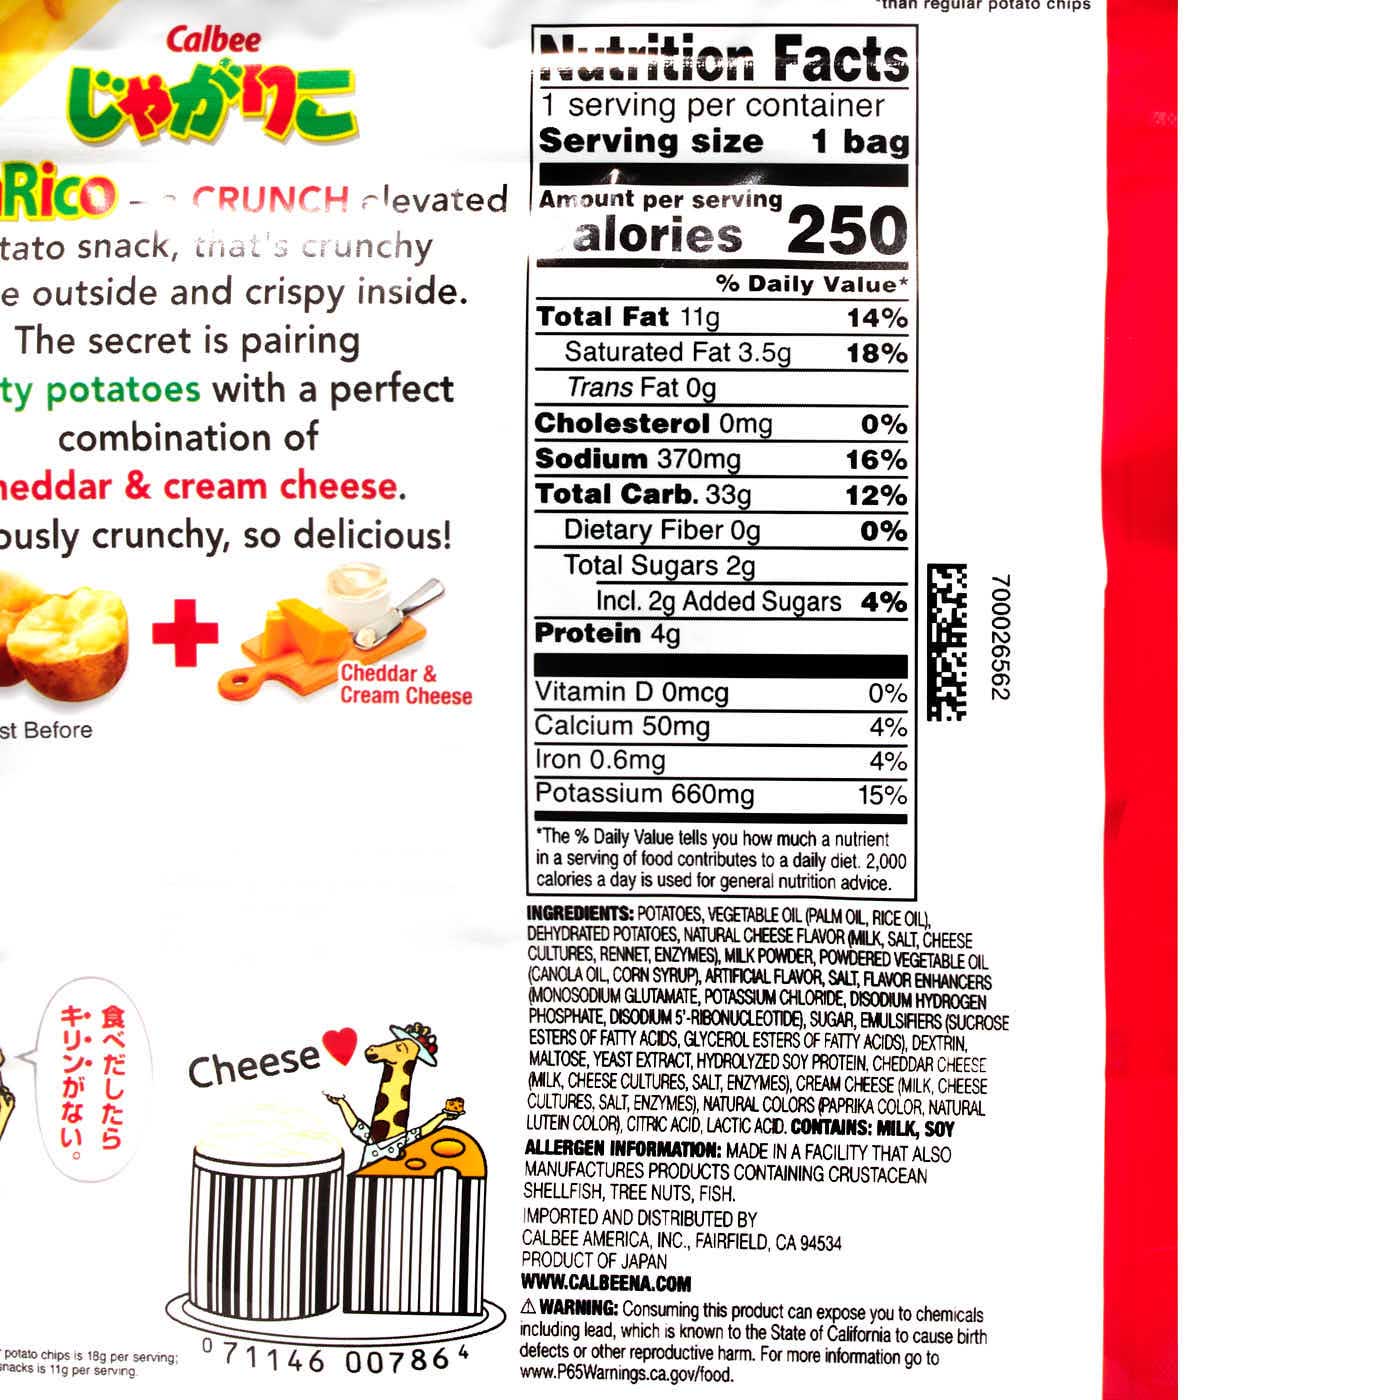 *than regular potato chips
Calbee
じゃがりこ
Rico – a CRUNCH elevated
tato snack, that's crunchy
e outside and crispy inside.
The secret is pairing
ty potatoes with a perfect
combination of
heddar & cream cheese.
ously crunchy, so delicious!
Cheddar &
Cream Cheese
st Before
食べだしたら
キリンがない。
Cheese
0 71146 00786 4
potato chips is 18g per serving;
snacks is 11g per serving.
Nutrition Facts
1 serving per container
Serving size 1 bag
Amount per serving
alories 250
% Daily Value*
Total Fat 11g 14%
Saturated Fat 3.5g 18%
Trans Fat 0g
Cholesterol 0mg 0%
Sodium 370mg 16%
Total Carb. 33g 12%
Dietary Fiber 0g 0%
Total Sugars 2g
Incl. 2g Added Sugars 4%
Protein 4g
Vitamin D 0mcg 0%
Calcium 50mg 4%
Iron 0.6mg 4%
Potassium 660mg 15%
*The % Daily Value tells you how much a nutrient
in a serving of food contributes to a daily diet. 2,000
calories a day is used for general nutrition advice.
700026562
INGREDIENTS: POTATOES, VEGETABLE OIL (PALM OIL, RICE OIL),
DEHYDRATED POTATOES, NATURAL CHEESE FLAVOR (MILK, SALT, CHEESE
CULTURES, RENNET, ENZYMES), MILK POWDER, POWDERED VEGETABLE OIL
(CANOLA OIL, CORN SYRUP), ARTIFICIAL FLAVOR, SALT, FLAVOR ENHANCERS
(MONOSODIUM GLUTAMATE, POTASSIUM CHLORIDE, DISODIUM HYDROGEN
PHOSPHATE, DISODIUM 5'-RIBONUCLEOTIDE), SUGAR, EMULSIFIERS (SUCROSE
ESTERS OF FATTY ACIDS, GLYCEROL ESTERS OF FATTY ACIDS), DEXTRIN,
MALTOSE, YEAST EXTRACT, HYDROLYZED SOY PROTEIN, CHEDDAR CHEESE
(MILK, CHEESE CULTURES, SALT, ENZYMES), CREAM CHEESE (MILK, CHEESE
CULTURES, SALT, ENZYMES), NATURAL COLORS (PAPRIKA COLOR, NATURAL
LUTEIN COLOR), CITRIC ACID, LACTIC ACID. CONTAINS: MILK, SOY
ALLERGEN INFORMATION: MADE IN A FACILITY THAT ALSO
MANUFACTURES PRODUCTS CONTAINING CRUSTACEAN
SHELLFISH, TREE NUTS, FISH.
IMPORTED AND DISTRIBUTED BY
CALBEE AMERICA, INC., FAIRFIELD, CA 94534
PRODUCT OF JAPAN
WWW.CALBEENA.COM
⚠ WARNING: Consuming this product can expose you to chemicals
including lead, which is known to the State of California to cause birth
defects or other reproductive harm. For more information go to
www.P65Warnings.ca.gov/food.